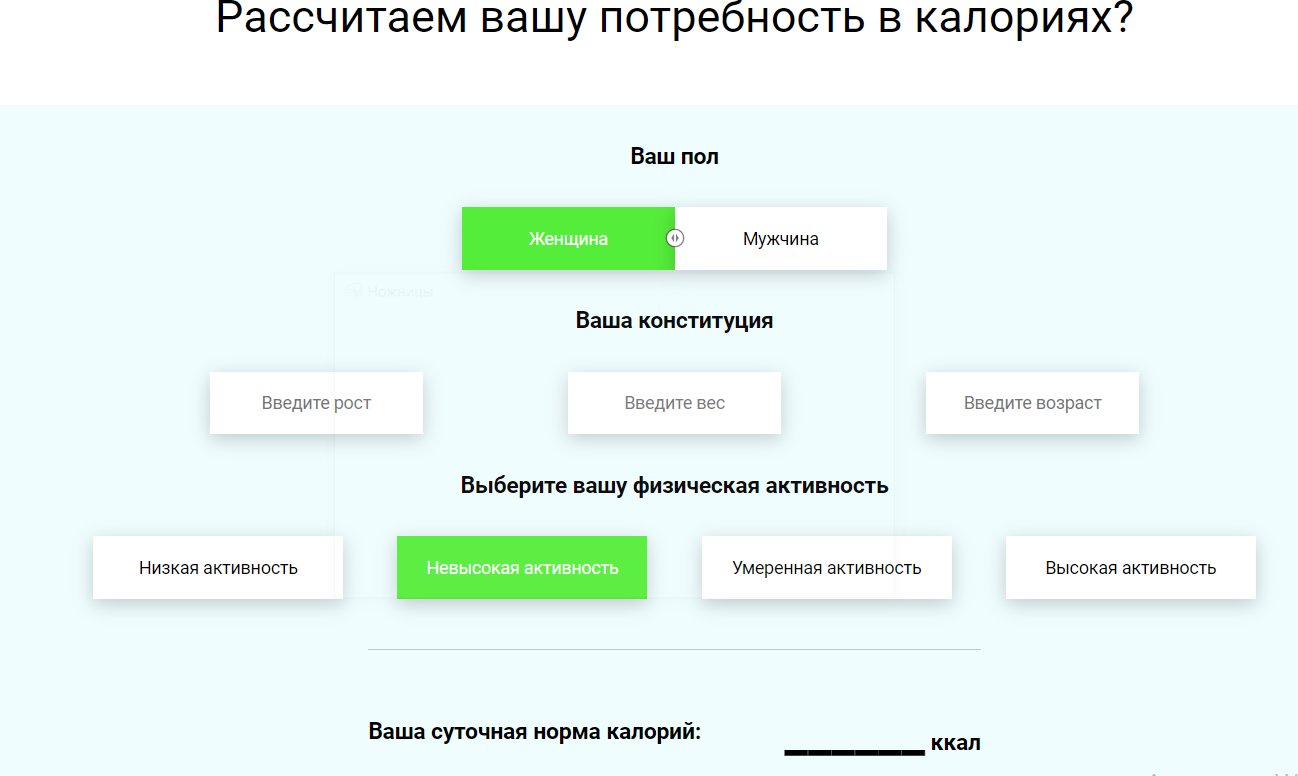 Рассчитаем вашу потребность в калориях?
Ваш пол
Женщина Мужчина
Ножницы
Ваша конституция
Введите рост Введите вес Введите возраст
Выберите вашу физическая активность
Низкая активность Невысокая активность Умеренная активность Высокая активность
Ваша суточная норма калорий: ______ ккал